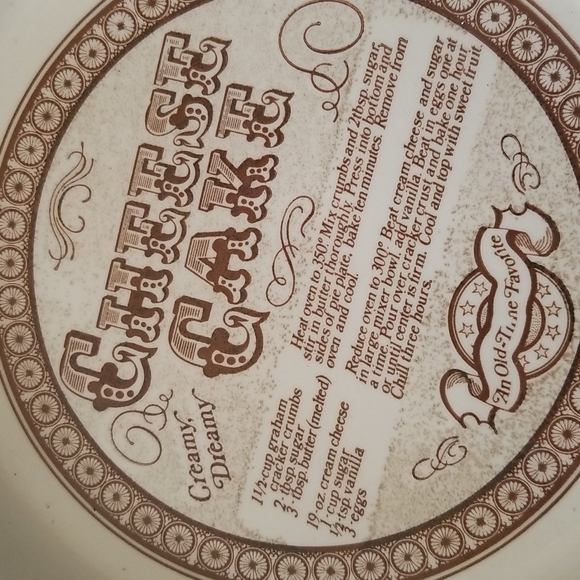 Creamy,
Dreamy
CHEESE
CAKE
1½·cup graham
cracker crumbs
2·tbsp·sugar
3·tbsp. butter (melted)
19·oz. cream cheese
1·cup sugar
½·tsp vanilla
3·eggs
Heat oven to 350° Mix crumbs and 2 tbsp. sugar,
stir in butter thoroughly. Press into bottom and
sides of pie plate, bake ten minutes. Remove from
oven and cool.
Reduce oven to 300° Beat cream cheese and sugar
in large mixer bowl, add vanilla. Beat in eggs one at
a time. Pour over cracker crust and bake one hour
or until center is firm. Cool and top with sweet fruit.
Chill three hours.
An Old-Time Favorite